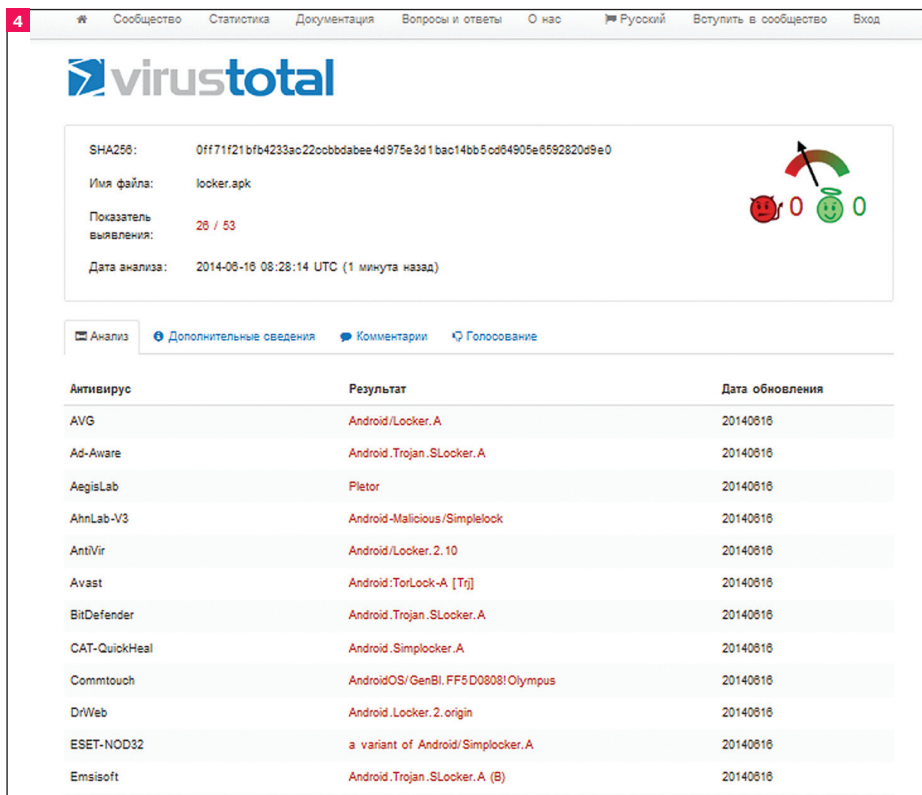 4
Сообщество Статистика Документация Вопросы и ответы О нас Русский Вступить в сообщество Вход
virustotal
SHA256: 0ff71f21bfb4233ac22ccbbdabee4d975e3d1bac14bb5cd64905e6592820d9e0
Имя файла: locker.apk
Показатель
выявления: 26 / 53
Дата анализа: 2014-06-16 08:28:14 UTC (1 минута назад)
0 0
Анализ Дополнительные сведения Комментарии Голосование
Антивирус Результат Дата обновления
AVG Android/Locker.A 20140616
Ad-Aware Android.Trojan.SLocker.A 20140616
AegisLab Pletor 20140616
AhnLab-V3 Android-Malicious/Simplelock 20140616
AntiVir Android/Locker.2.10 20140616
Avast Android:TorLock-A [Trj] 20140616
BitDefender Android.Trojan.SLocker.A 20140616
CAT-QuickHeal Android.Simplocker.A 20140616
Commtouch AndroidOS/GenBl.FF5D0808!Olympus 20140616
DrWeb Android.Locker.2.origin 20140616
ESET-NOD32 a variant of Android/Simplocker.A 20140616
Emsisoft Android.Trojan.SLocker.A (B) 20140616